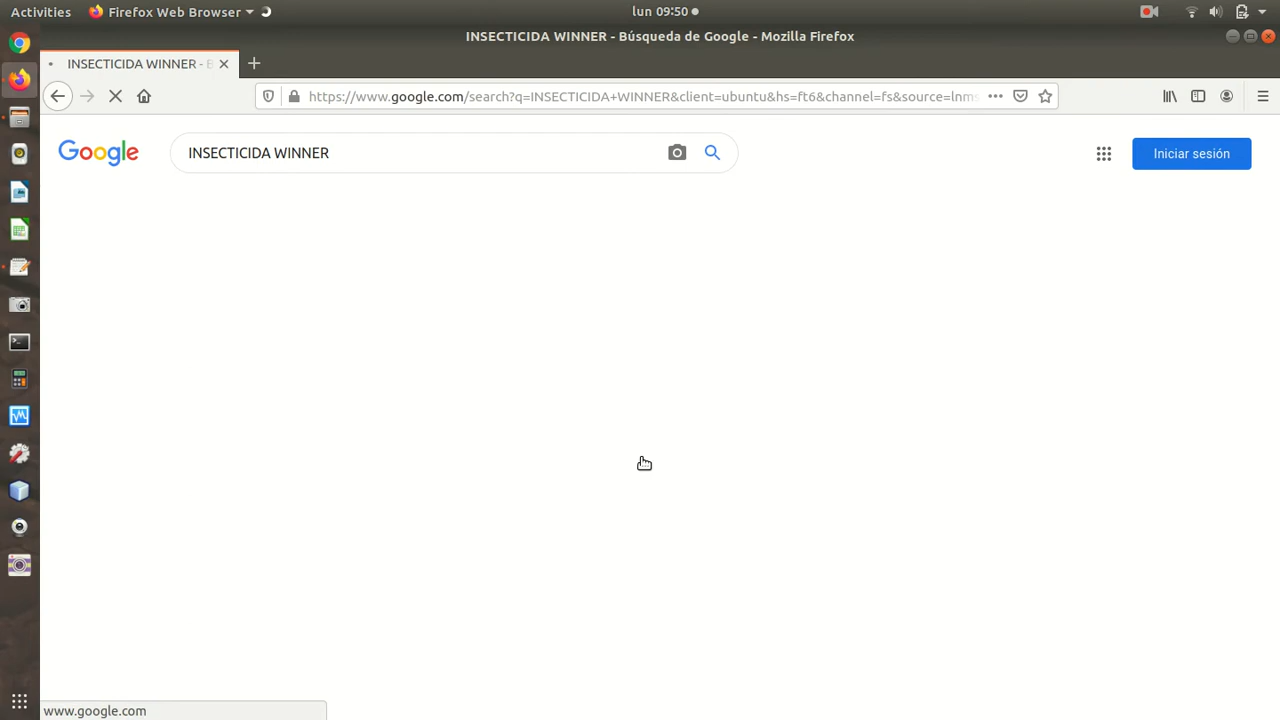 Activities
Firefox Web Browser
lun 09:50
INSECTICIDA WINNER - Búsqueda de Google - Mozilla Firefox
INSECTICIDA WINNER - B
https://www.google.com/search?q=INSECTICIDA+WINNER&client=ubuntu&hs=ft6&channel=fs&source=lnms
Google
INSECTICIDA WINNER
Iniciar sesión
www.google.com